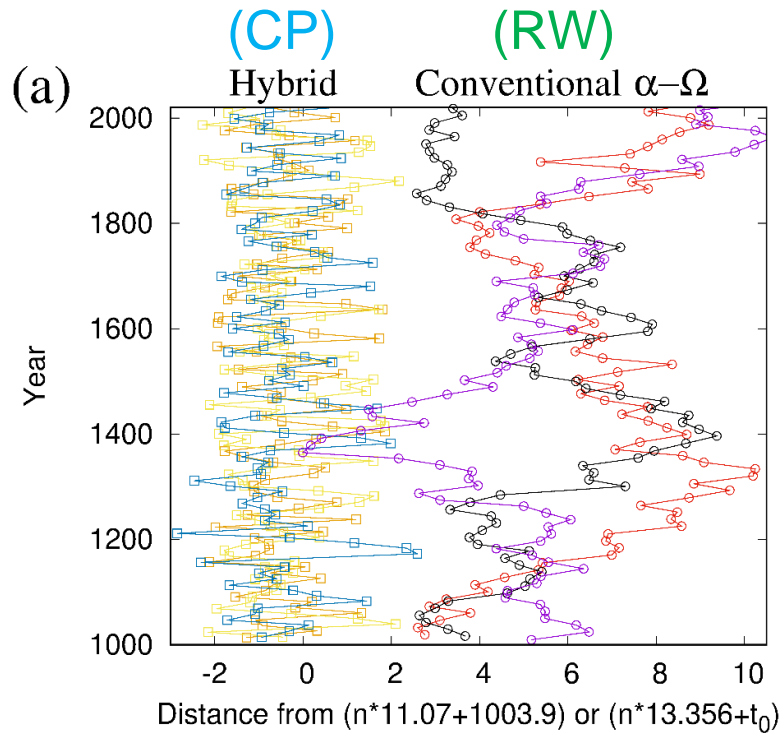 (CP) (RW)
(a) Hybrid Conventional α–Ω
2000
1800
1600
1400
1200
1000
Year
-2 0 2 4 6 8 10
Distance from (n*11.07+1003.9) or (n*13.356+t₀)